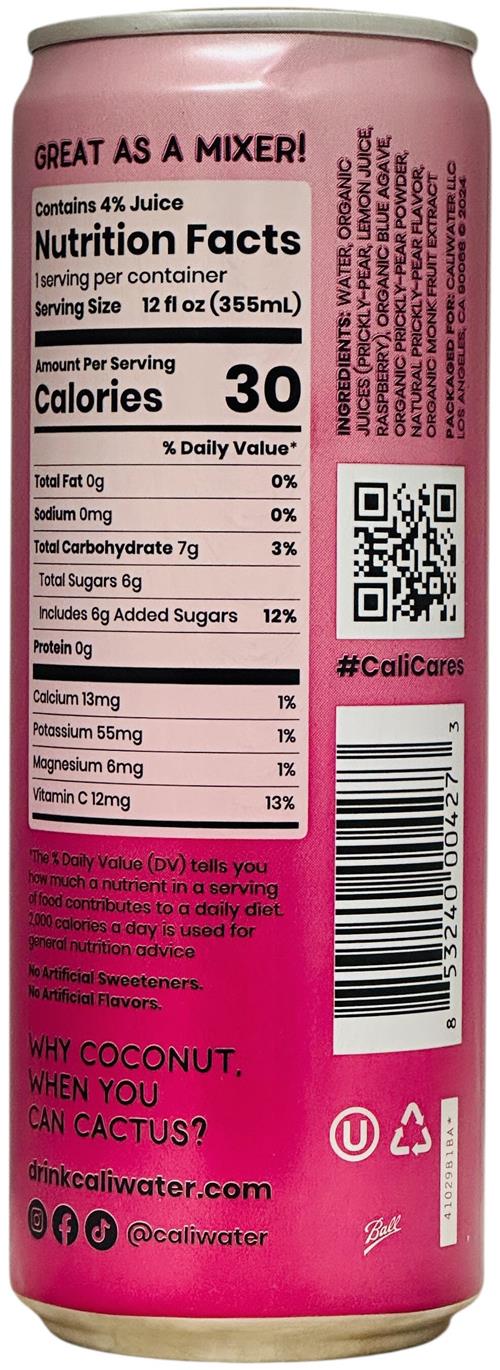 GREAT AS A MIXER!
Contains 4% Juice
Nutrition Facts
1 serving per container
Serving Size 12 fl oz (355mL)
Amount Per Serving
Calories 30
% Daily Value*
Total Fat 0g 0%
Sodium 0mg 0%
Total Carbohydrate 7g 3%
Total Sugars 6g
Includes 6g Added Sugars 12%
Protein 0g
Calcium 13mg 1%
Potassium 55mg 1%
Magnesium 6mg 1%
Vitamin C 12mg 13%
*The % Daily Value (DV) tells you
how much a nutrient in a serving
of food contributes to a daily diet.
2,000 calories a day is used for
general nutrition advice
No Artificial Sweeteners.
No Artificial Flavors.
WHY COCONUT,
WHEN YOU
CAN CACTUS?
drinkcaliwater.com
@caliwater
INGREDIENTS: WATER, ORGANIC
JUICES (PRICKLY-PEAR, LEMON JUICE,
RASPBERRY), ORGANIC BLUE AGAVE,
ORGANIC PRICKLY-PEAR POWDER,
NATURAL PRICKLY-PEAR FLAVOR,
ORGANIC MONK FRUIT EXTRACT
PACKAGED FOR: CALIWATER LLC
LOS ANGELES, CA 90068 © 2024
#CaliCares
8 53240 00427 3
U
Ball
41029B1BA*